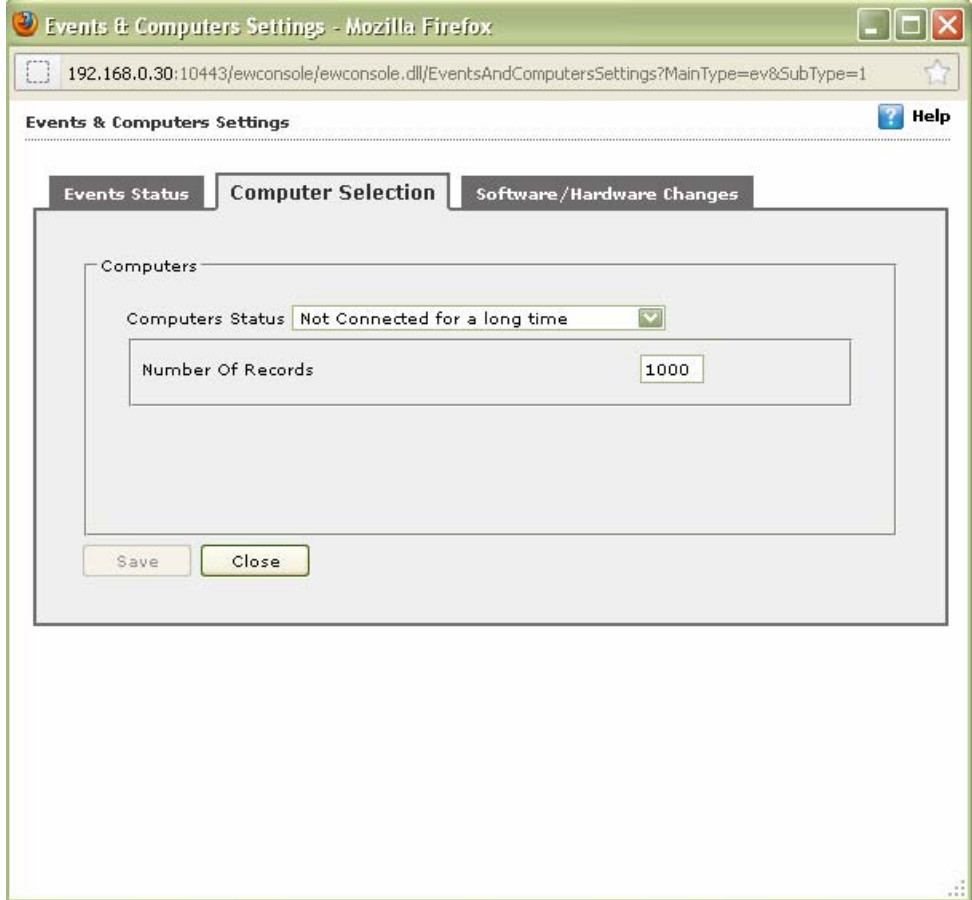 Events & Computers Settings - Mozilla Firefox
192.168.0.30:10443/ewconsole/ewconsole.dll/EventsAndComputersSettings?MainType=ev&SubType=1
Events & Computers Settings
? Help
Events Status Computer Selection Software/Hardware Changes
Computers
Computers Status Not Connected for a long time
Number Of Records 1000
Save Close